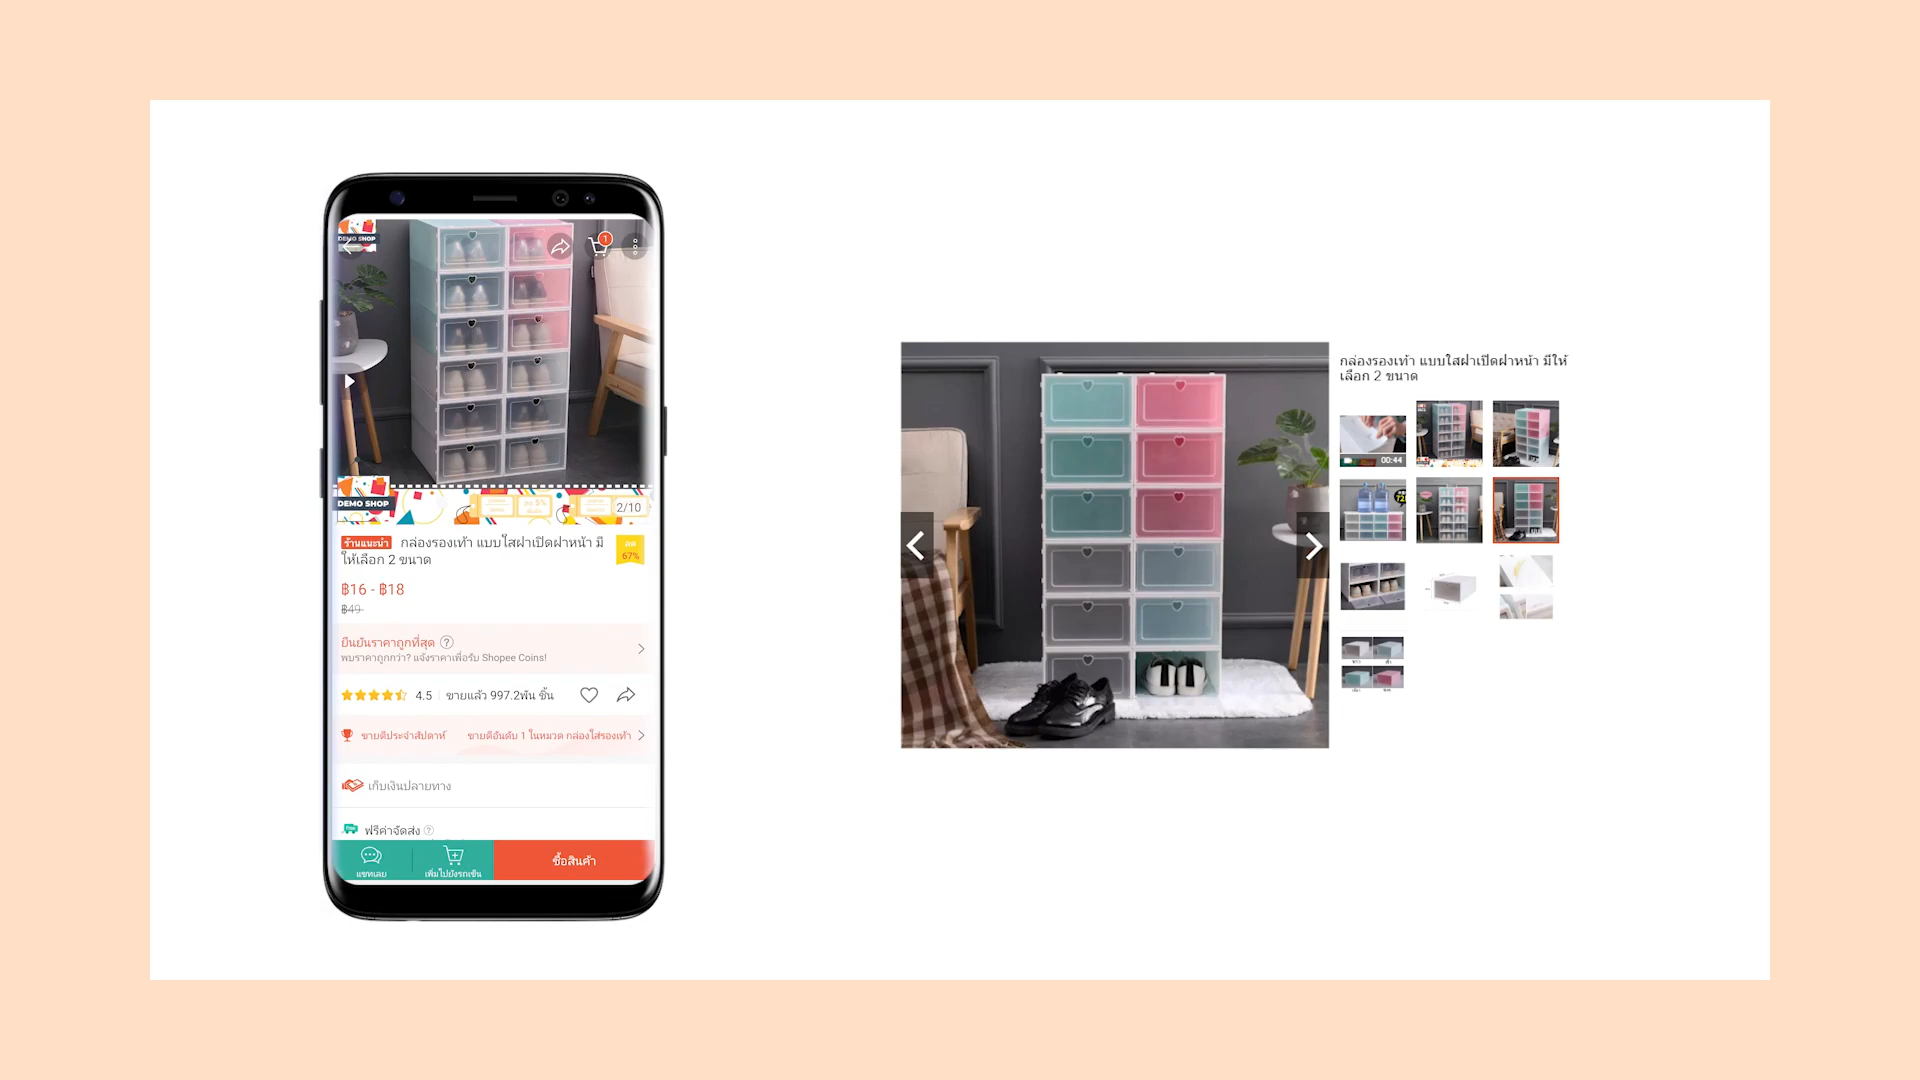 DEMO SHOP
1
DEMO SHOP
2/10
ร้านแนะนำ กล่องรองเท้า แบบใสฝาเปิดฝาหน้า มี
ให้เลือก 2 ขนาด
ลด
67%
฿16 - ฿18
฿49
ยืนยันราคาถูกที่สุด ?
พบราคาถูกกว่า? แจ้งราคาเพื่อรับ Shopee Coins!
4.5 ขายแล้ว 997.2พัน ชิ้น
ขายดีประจำสัปดาห์ ขายดีอันดับ 1 ในหมวด กล่องใส่รองเท้า
เก็บเงินปลายทาง
ฟรีค่าจัดส่ง ?
แชทเลย
เพิ่มไปยังรถเข็น
ซื้อสินค้า
กล่องรองเท้า แบบใสฝาเปิดฝาหน้า มีให้
เลือก 2 ขนาด
00:44